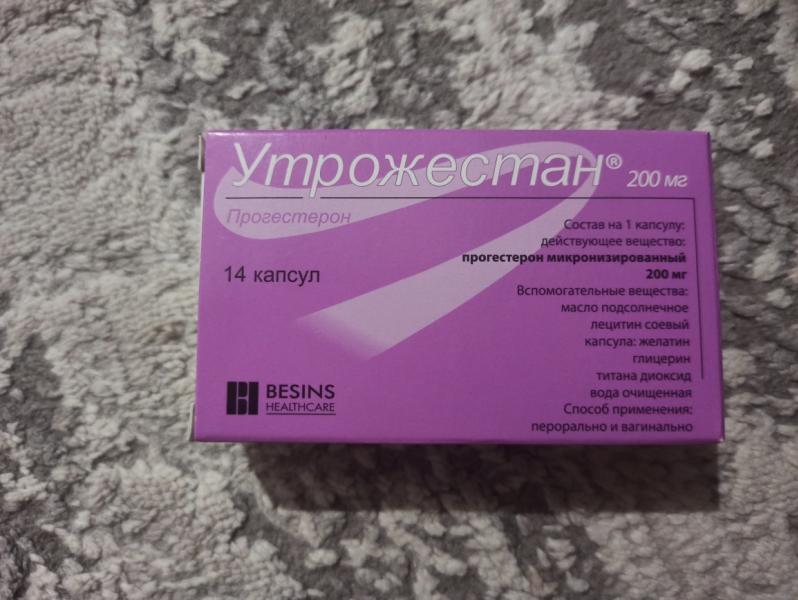 Утрожестан® 200 мг
Прогестерон
14 капсул
Состав на 1 капсулу:
действующее вещество:
прогестерон микронизированный
200 мг
Вспомогательные вещества:
масло подсолнечное
лецитин соевый
капсула: желатин
глицерин
титана диоксид
вода очищенная
Способ применения:
перорально и вагинально
BESINS
HEALTHCARE